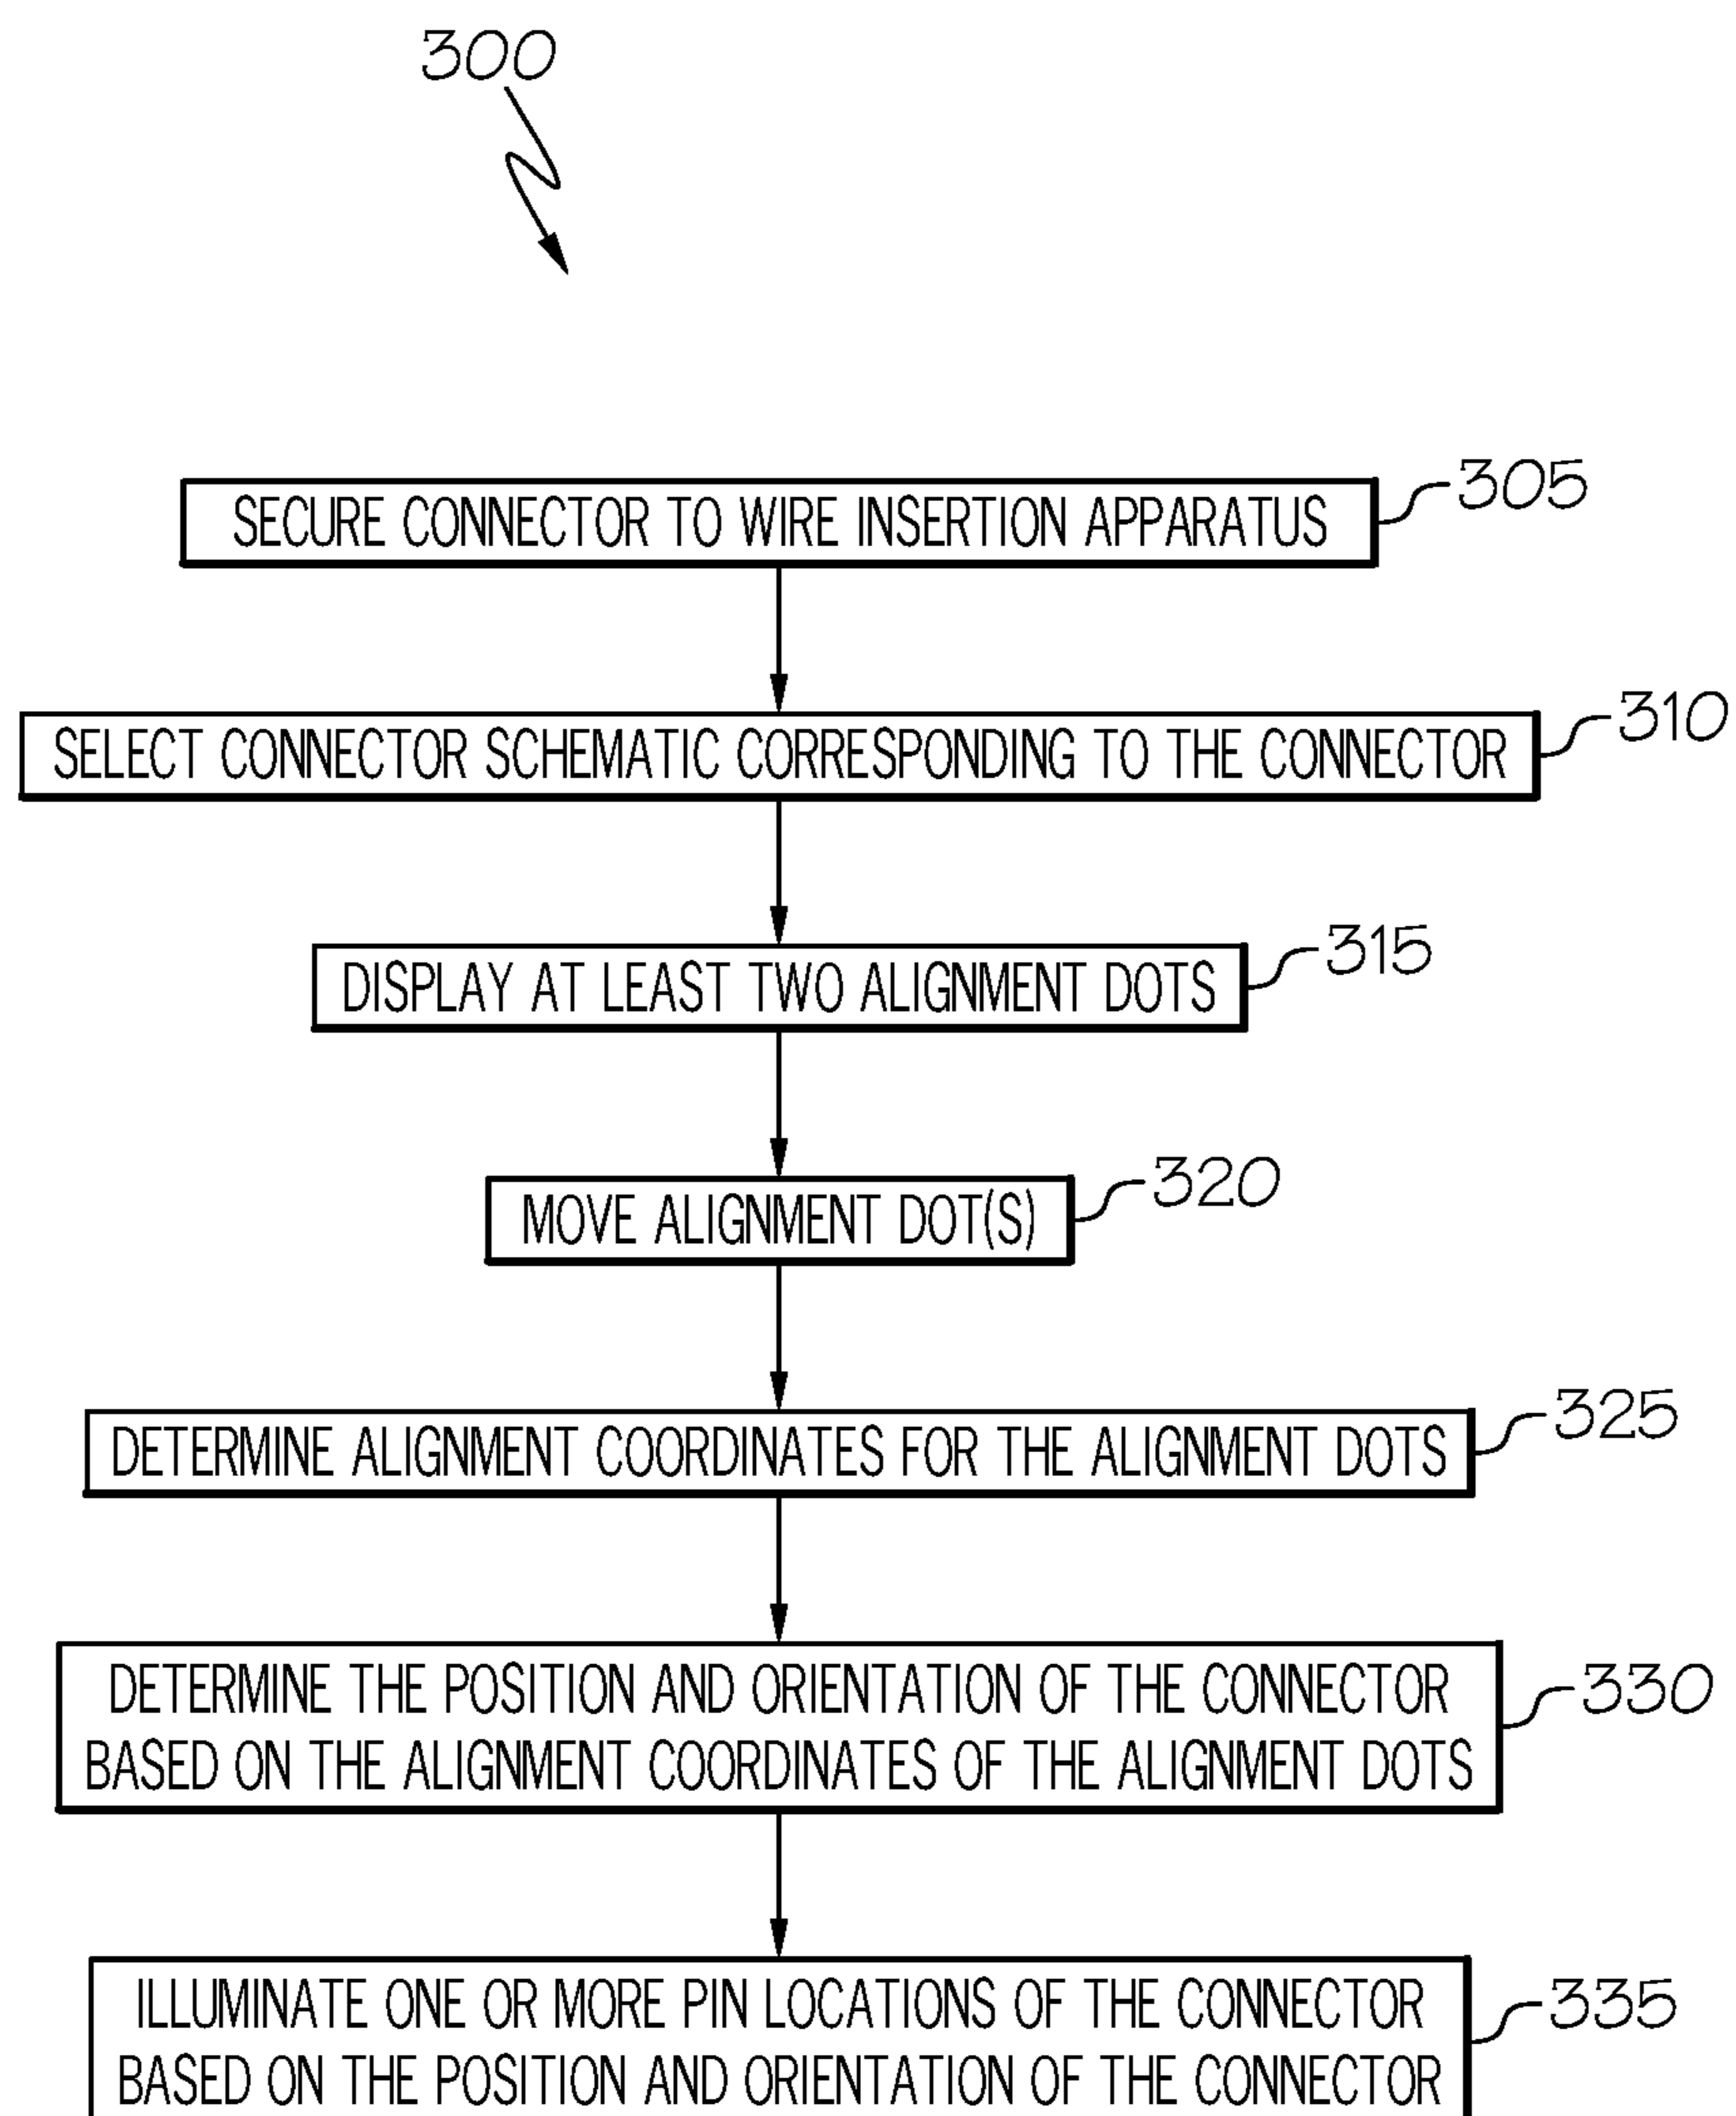 300
SECURE CONNECTOR TO WIRE INSERTION APPARATUS
305
SELECT CONNECTOR SCHEMATIC CORRESPONDING TO THE CONNECTOR
310
DISPLAY AT LEAST TWO ALIGNMENT DOTS
315
MOVE ALIGNMENT DOT(S)
320
DETERMINE ALIGNMENT COORDINATES FOR THE ALIGNMENT DOTS
325
DETERMINE THE POSITION AND ORIENTATION OF THE CONNECTOR
BASED ON THE ALIGNMENT COORDINATES OF THE ALIGNMENT DOTS
330
ILLUMINATE ONE OR MORE PIN LOCATIONS OF THE CONNECTOR
BASED ON THE POSITION AND ORIENTATION OF THE CONNECTOR
335